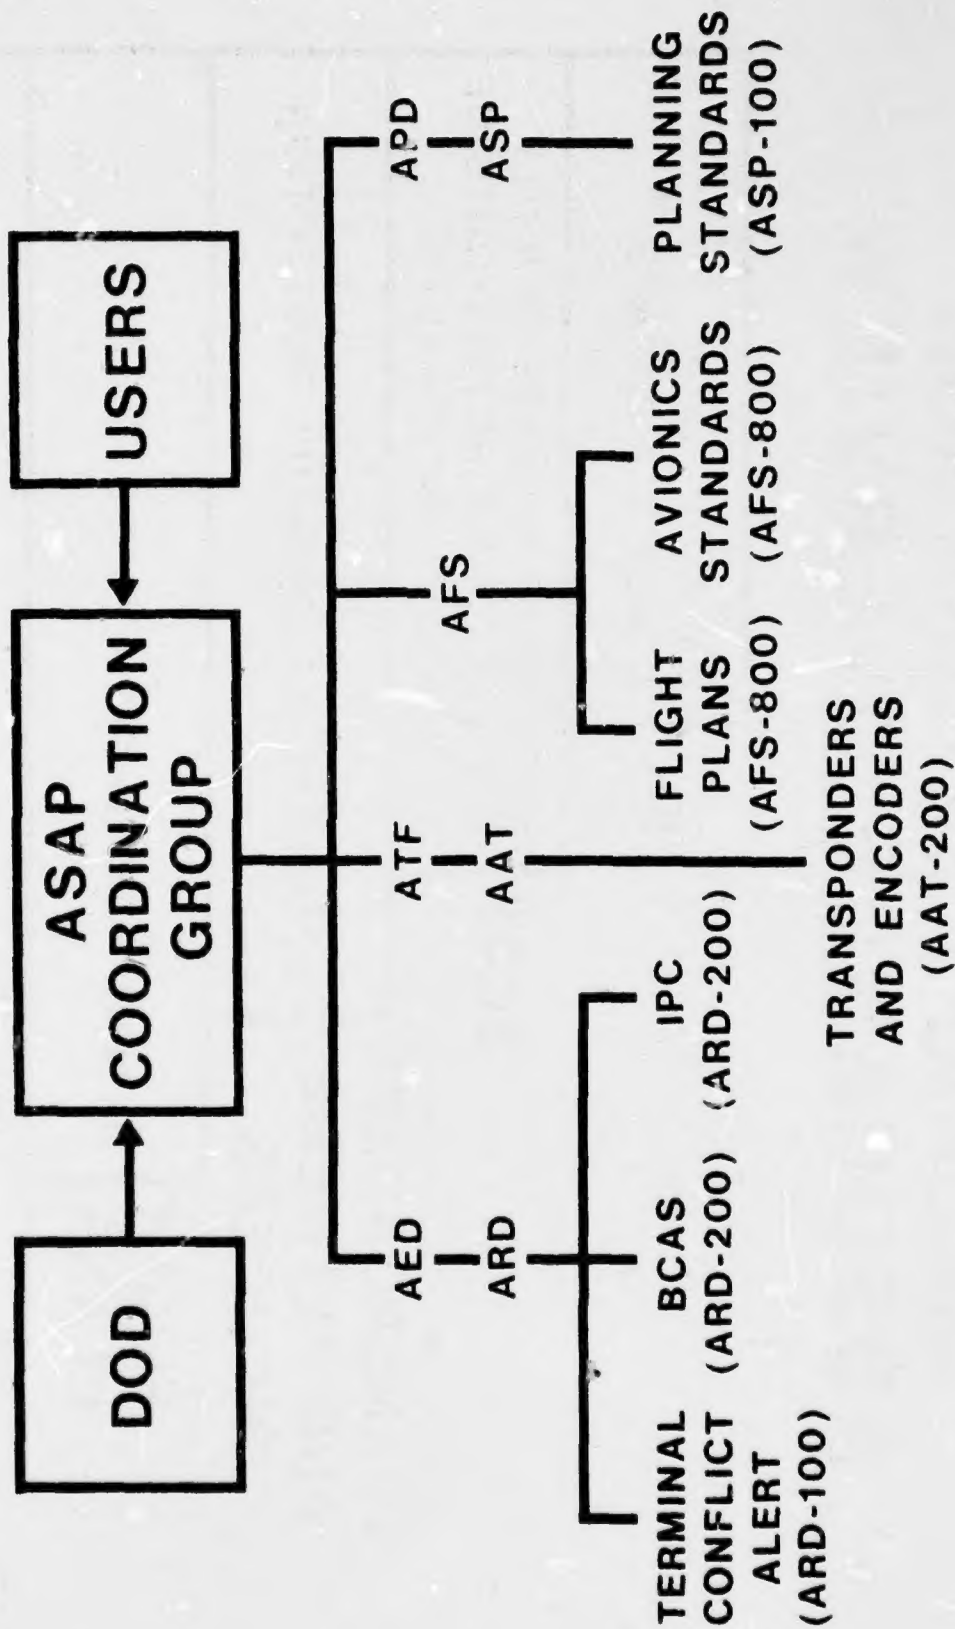 DOD
ASAP
COORDINATION
GROUP
USERS
AED
ARD
ATF
AAT
AFS
APD
ASP
TERMINAL
CONFLICT
ALERT
(ARD-100)
BCAS
(ARD-200)
IPC
(ARD-200)
TRANSPONDERS
AND ENCODERS
(AAT-200)
FLIGHT
PLANS
(AFS-800)
AVIONICS
STANDARDS
(AFS-800)
PLANNING
STANDARDS
(ASP-100)